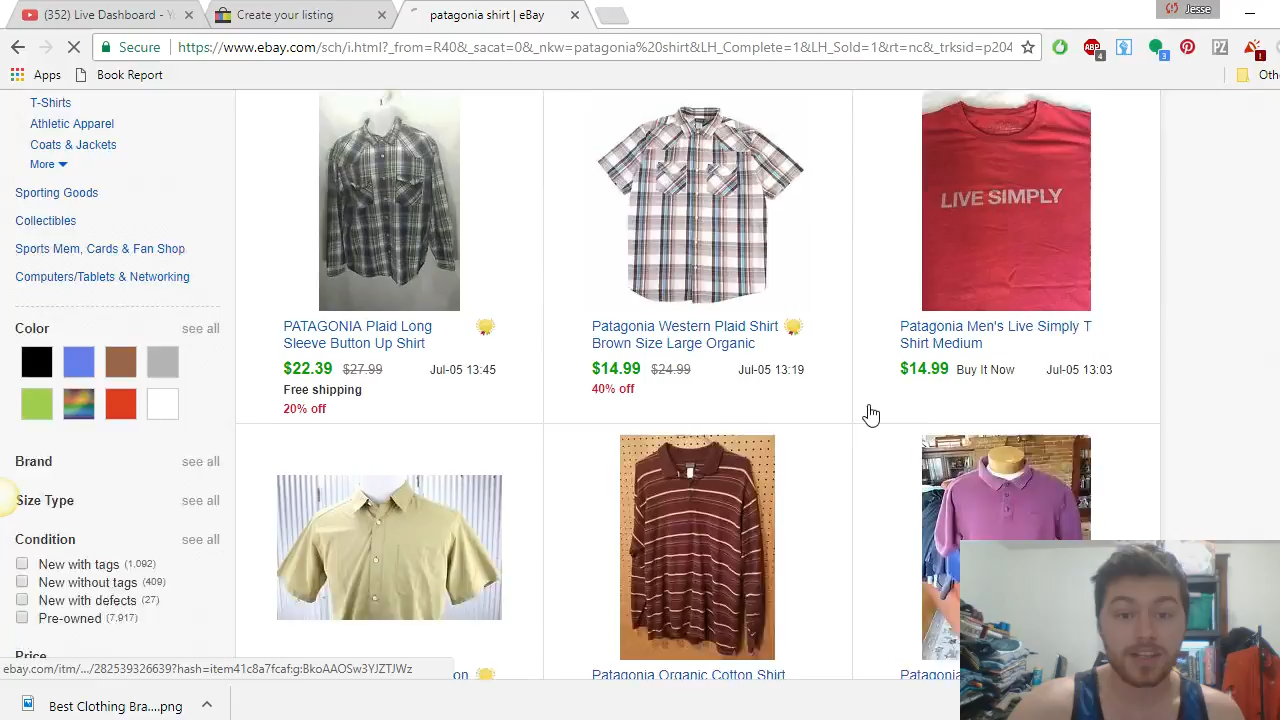 (352) Live Dashboard - Yo
Create your listing
patagonia shirt | eBay
Jesse
Secure
https://www.ebay.com/sch/i.html?_from=R40&_sacat=0&_nkw=patagonia%20shirt&LH_Complete=1&LH_Sold=1&rt=nc&_trksid=p204
ABP
4
3
PZ
Apps
Book Report
Othe
T-Shirts
Athletic Apparel
Coats & Jackets
More
Sporting Goods
Collectibles
Sports Mem, Cards & Fan Shop
Computers/Tablets & Networking
LIVE SIMPLY
PATAGONIA Plaid Long
Sleeve Button Up Shirt
$22.39 $27.99 Jul-05 13:45
Free shipping
20% off
Patagonia Western Plaid Shirt
Brown Size Large Organic
$14.99 $24.99 Jul-05 13:19
40% off
Patagonia Men's Live Simply T
Shirt Medium
$14.99 Buy It Now Jul-05 13:03
Color see all
Brand see all
Size Type see all
Condition see all
New with tags (1,092)
New without tags (409)
New with defects (27)
Pre-owned (7,917)
Price
on
Patagonia Organic Cotton Shirt
Patagonia
ebay.com/itm/.../282539326639?hash=item41c8a7fcaf:g:BkoAAOSw3YJZTJWz
Best Clothing Bra....png